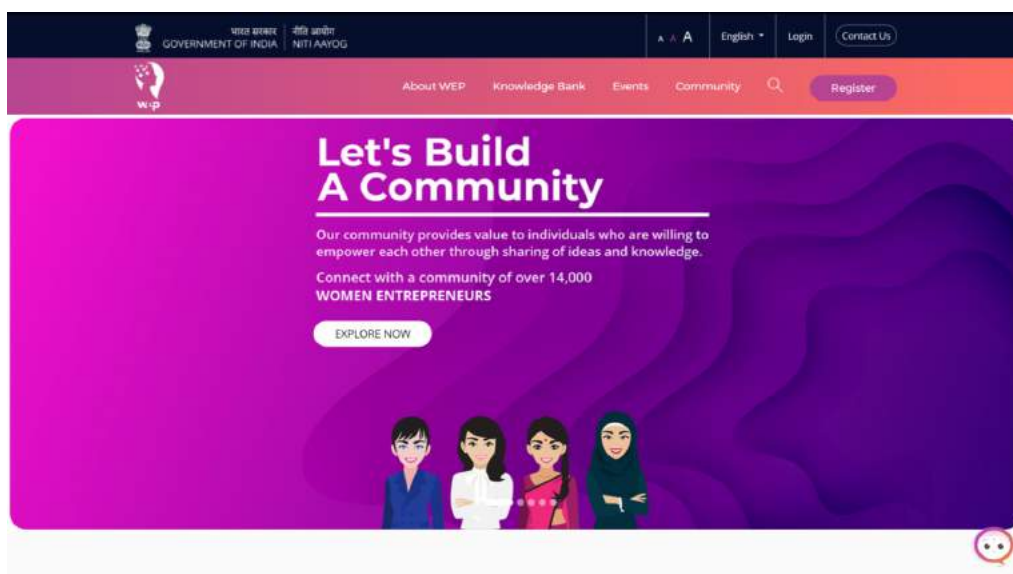 भारत सरकार
GOVERNMENT OF INDIA
नीति आयोग
NITI AAYOG
A A A
English
Login
Contact Us
wep
About WEP
Knowledge Bank
Events
Community
Register
Let's Build
A Community
Our community provides value to individuals who are willing to
empower each other through sharing of ideas and knowledge.
Connect with a community of over 14,000
WOMEN ENTREPRENEURS
EXPLORE NOW